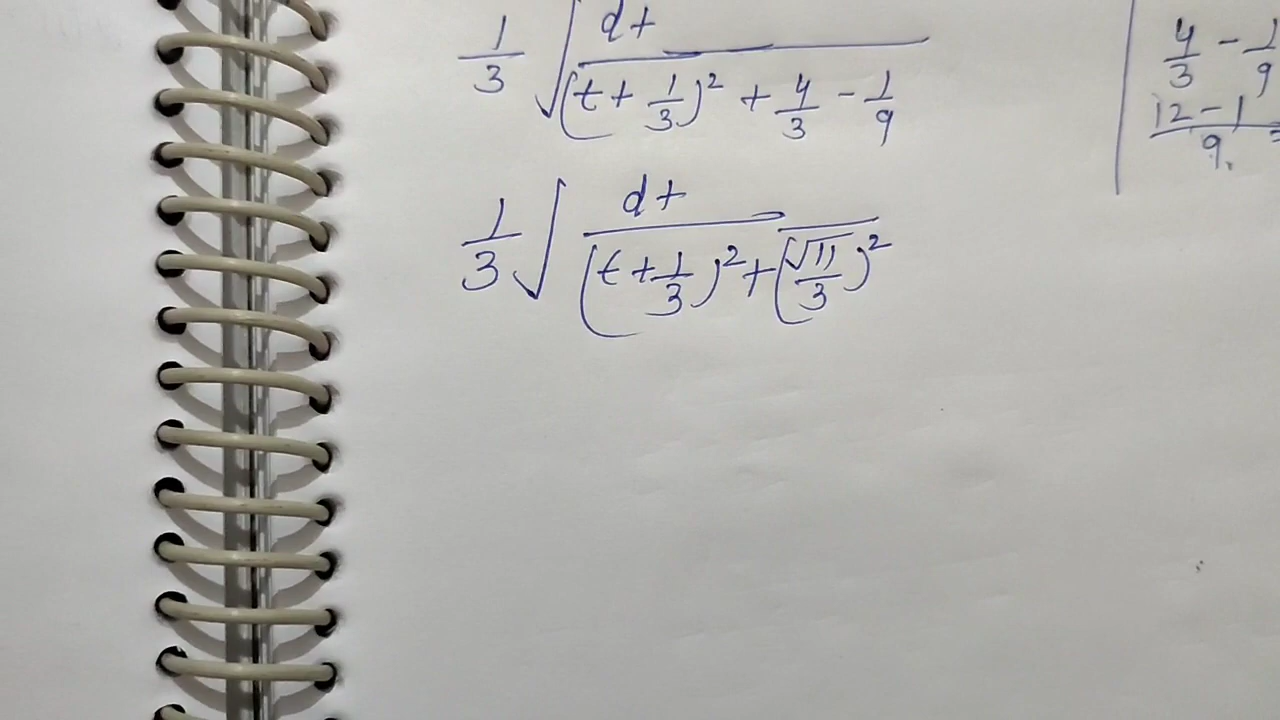 1/3 ∫ dt / (t + 1/3)² + 4/3 - 1/9
1/3 ∫ dt / (t + 1/3)² + (√11/3)²
4/3 - 1/9
12 - 1 / 9 =